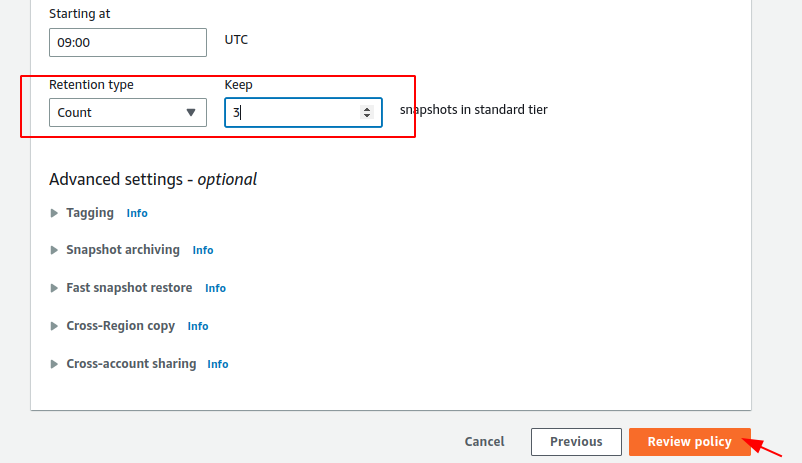 Starting at
09:00 UTC
Retention type Keep
Count 3 snapshots in standard tier
Advanced settings - optional
Tagging Info
Snapshot archiving Info
Fast snapshot restore Info
Cross-Region copy Info
Cross-account sharing Info
Cancel Previous Review policy